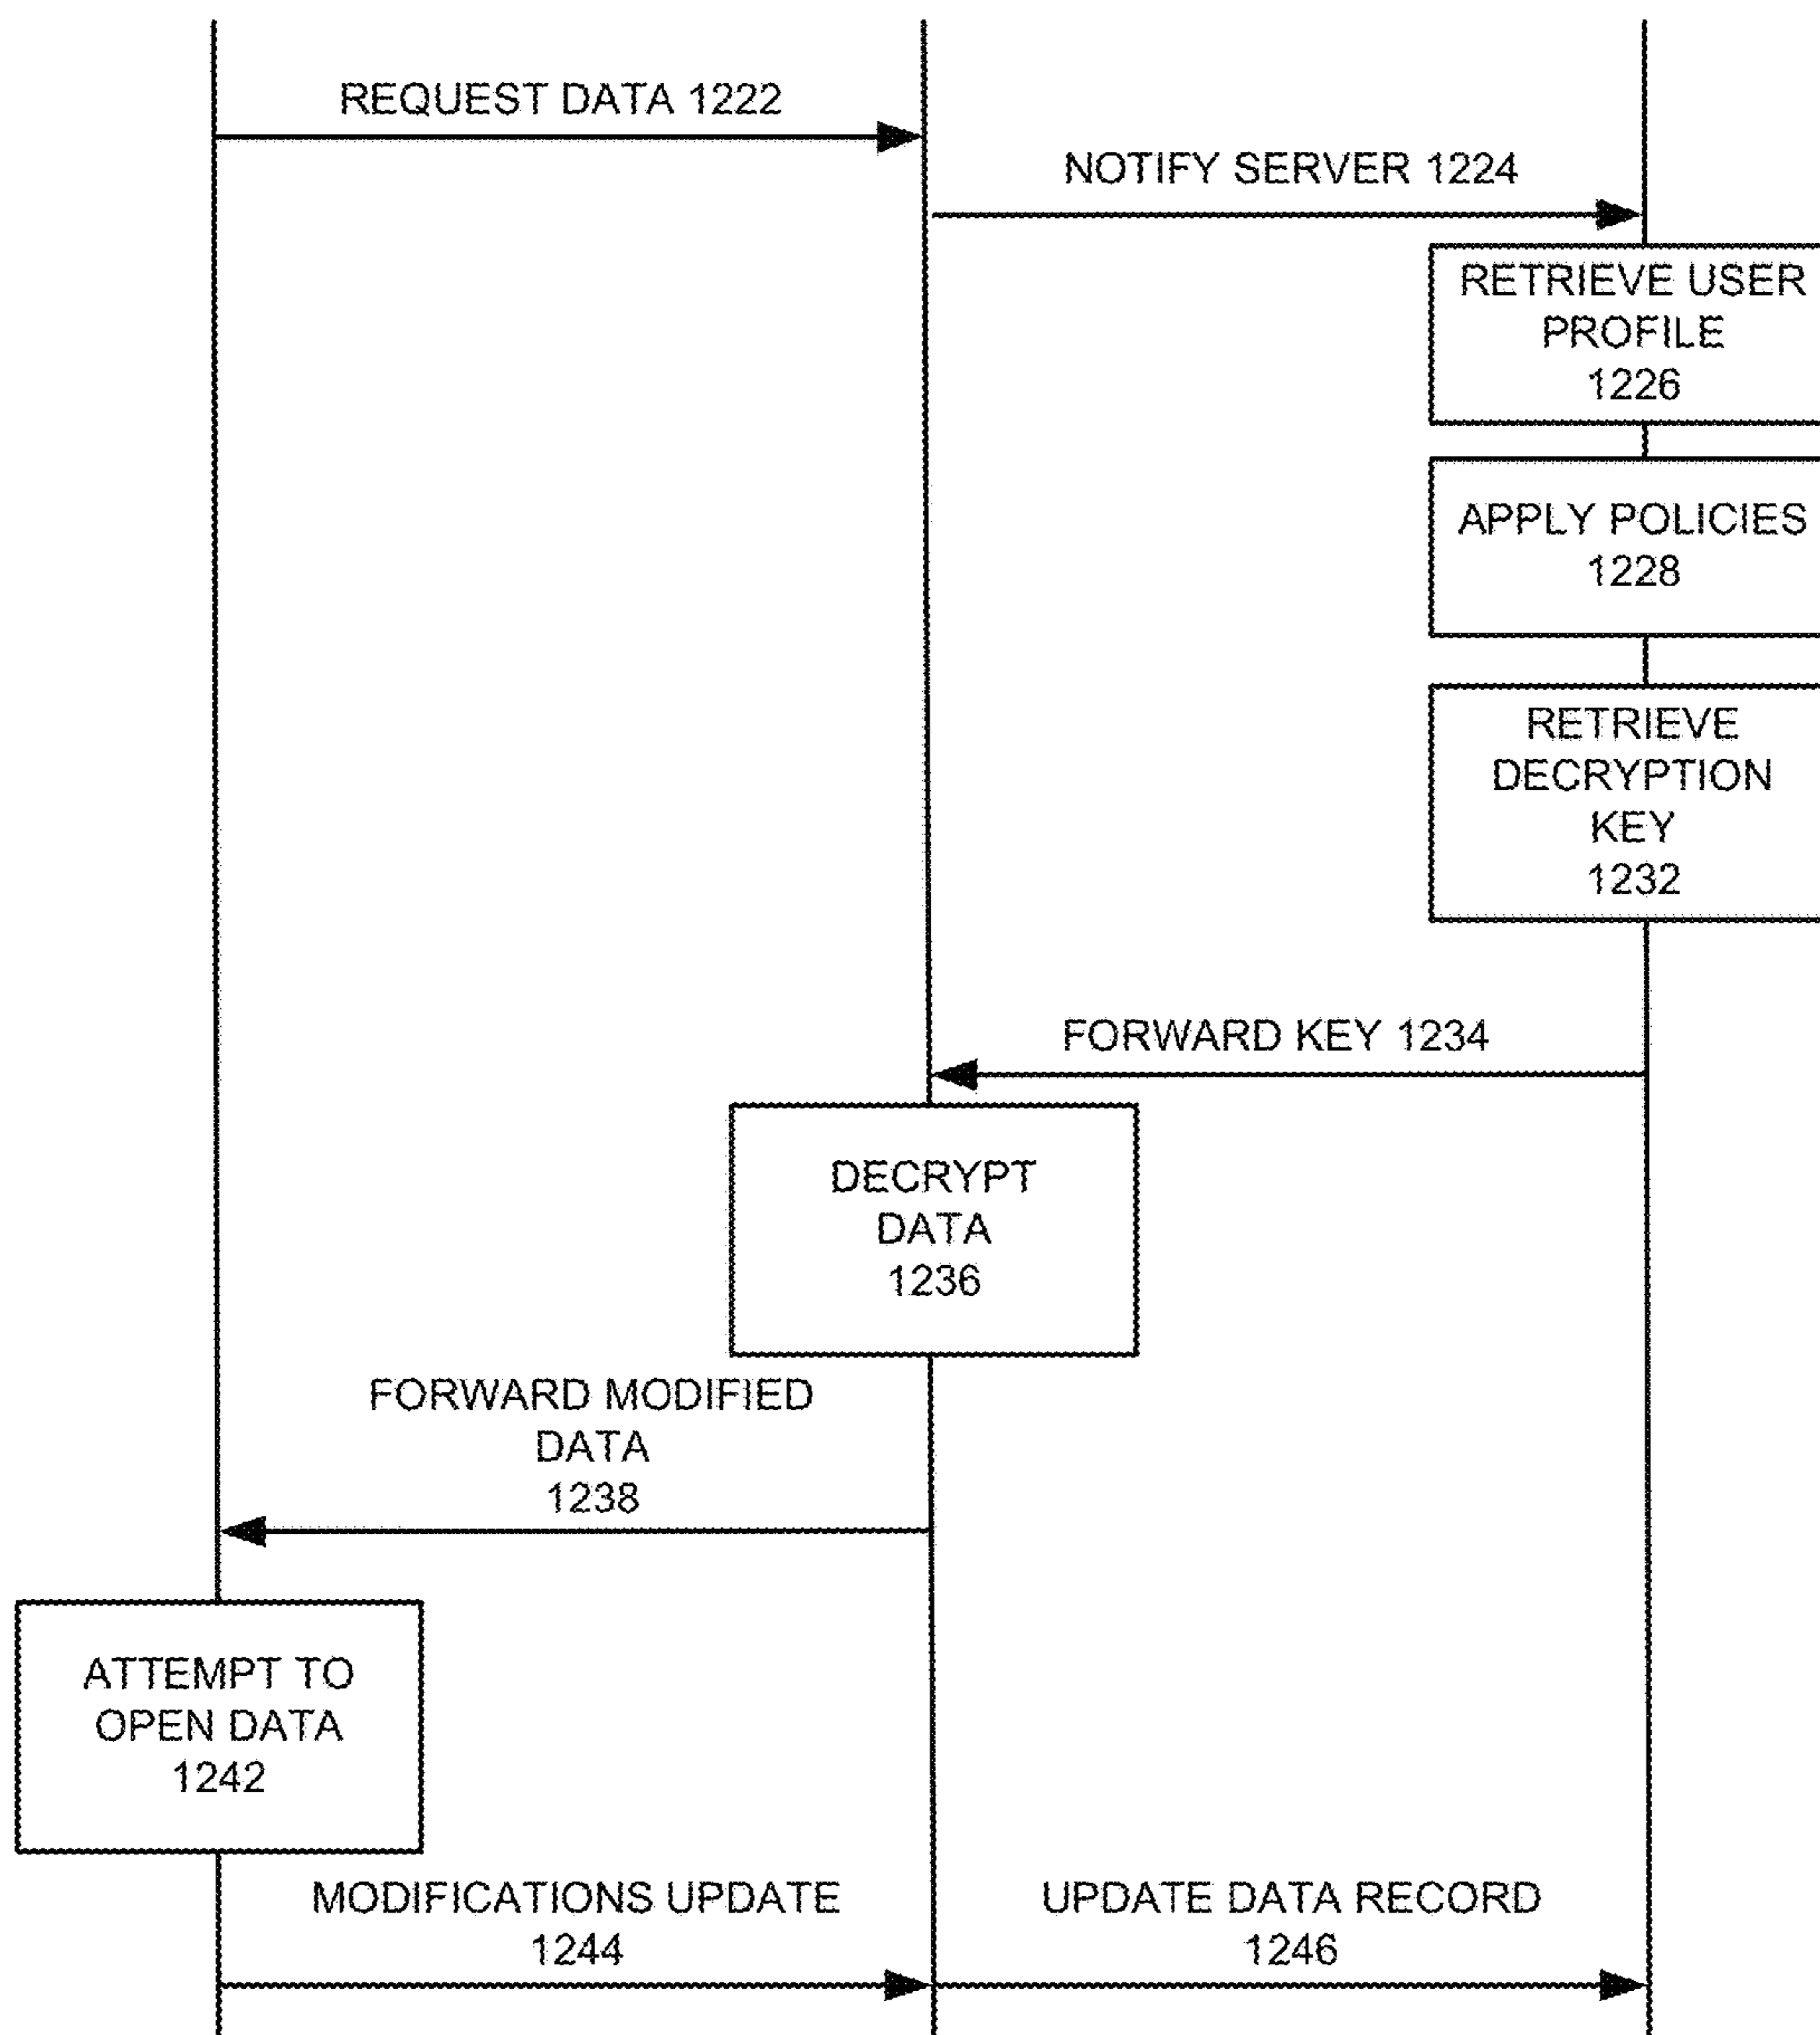 REQUEST DATA 1222
NOTIFY SERVER 1224
RETRIEVE USER
PROFILE
1226
APPLY POLICIES
1228
RETRIEVE
DECRYPTION
KEY
1232
FORWARD KEY 1234
DECRYPT
DATA
1236
FORWARD MODIFIED
DATA
1238
ATTEMPT TO
OPEN DATA
1242
MODIFICATIONS UPDATE
1244
UPDATE DATA RECORD
1246